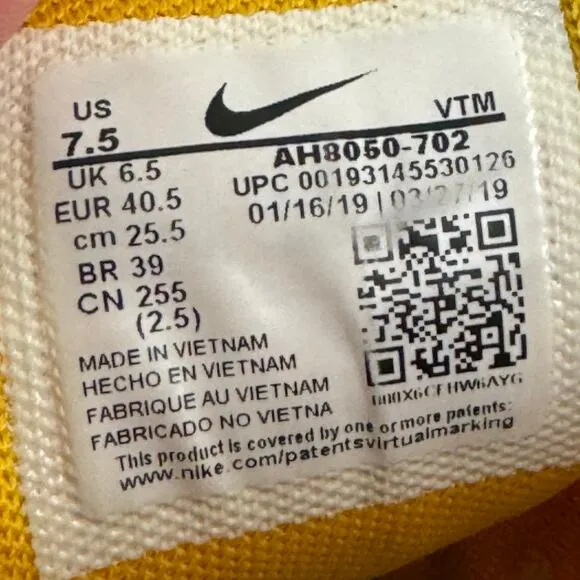 US
7.5
VTM
UK 6.5
AH8050-702
EUR 40.5
UPC 00193145530126
cm 25.5
01/16/19 | 03/27/19
BR 39
CN 255
(2.5)
MADE IN VIETNAM
HECHO EN VIETNAM
FABRIQUE AU VIETNAM
FABRICADO NO VIETNA
This product is covered by one or more patents:
www.nike.com/patentsvirtualmarking